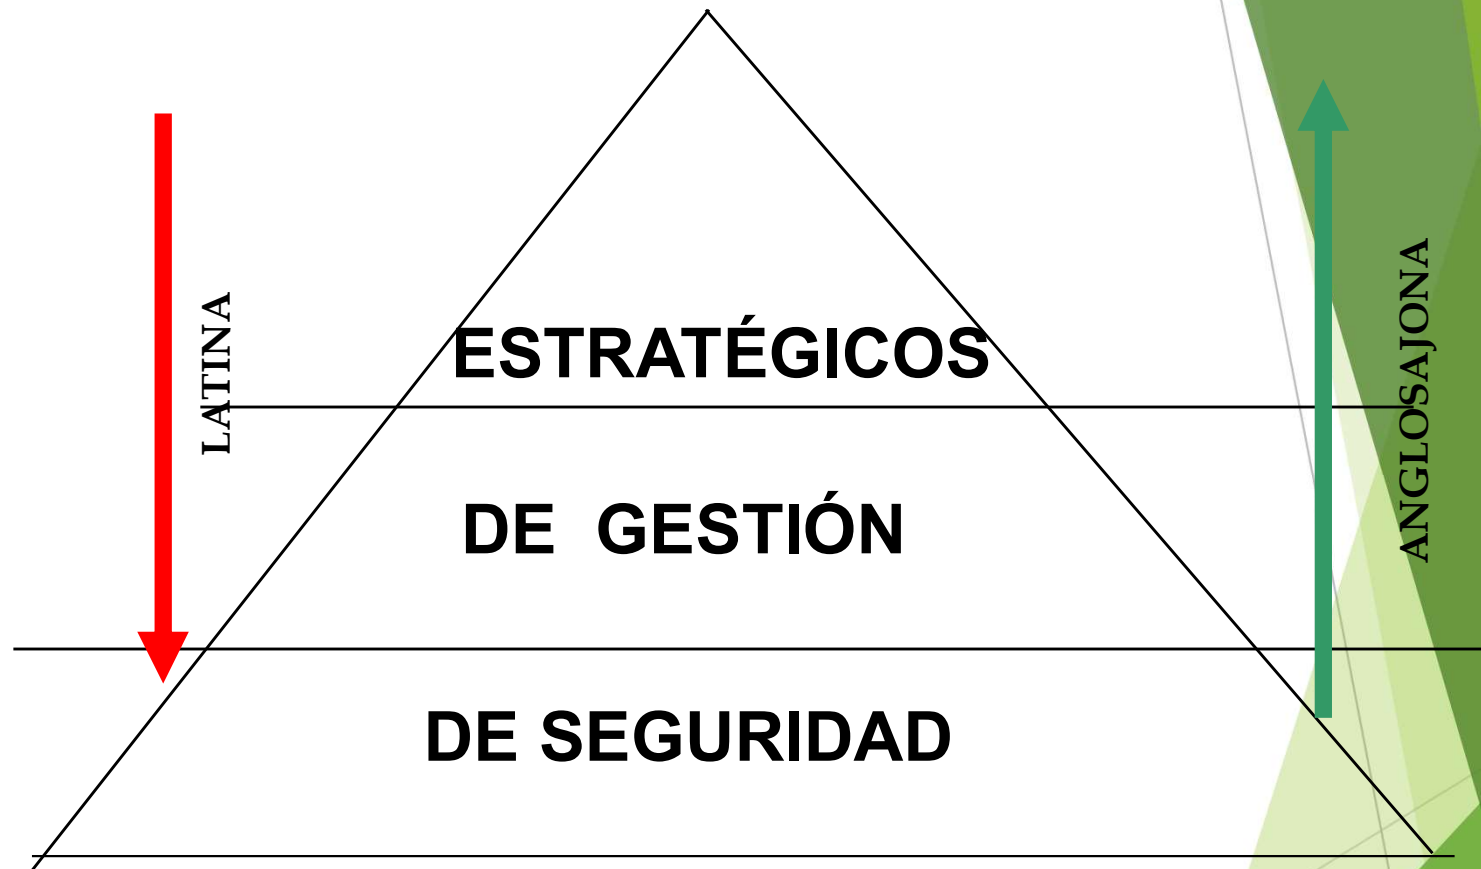 LATINA
ANGLOSAJONA
ESTRATÉGICOS
DE GESTIÓN
DE SEGURIDAD